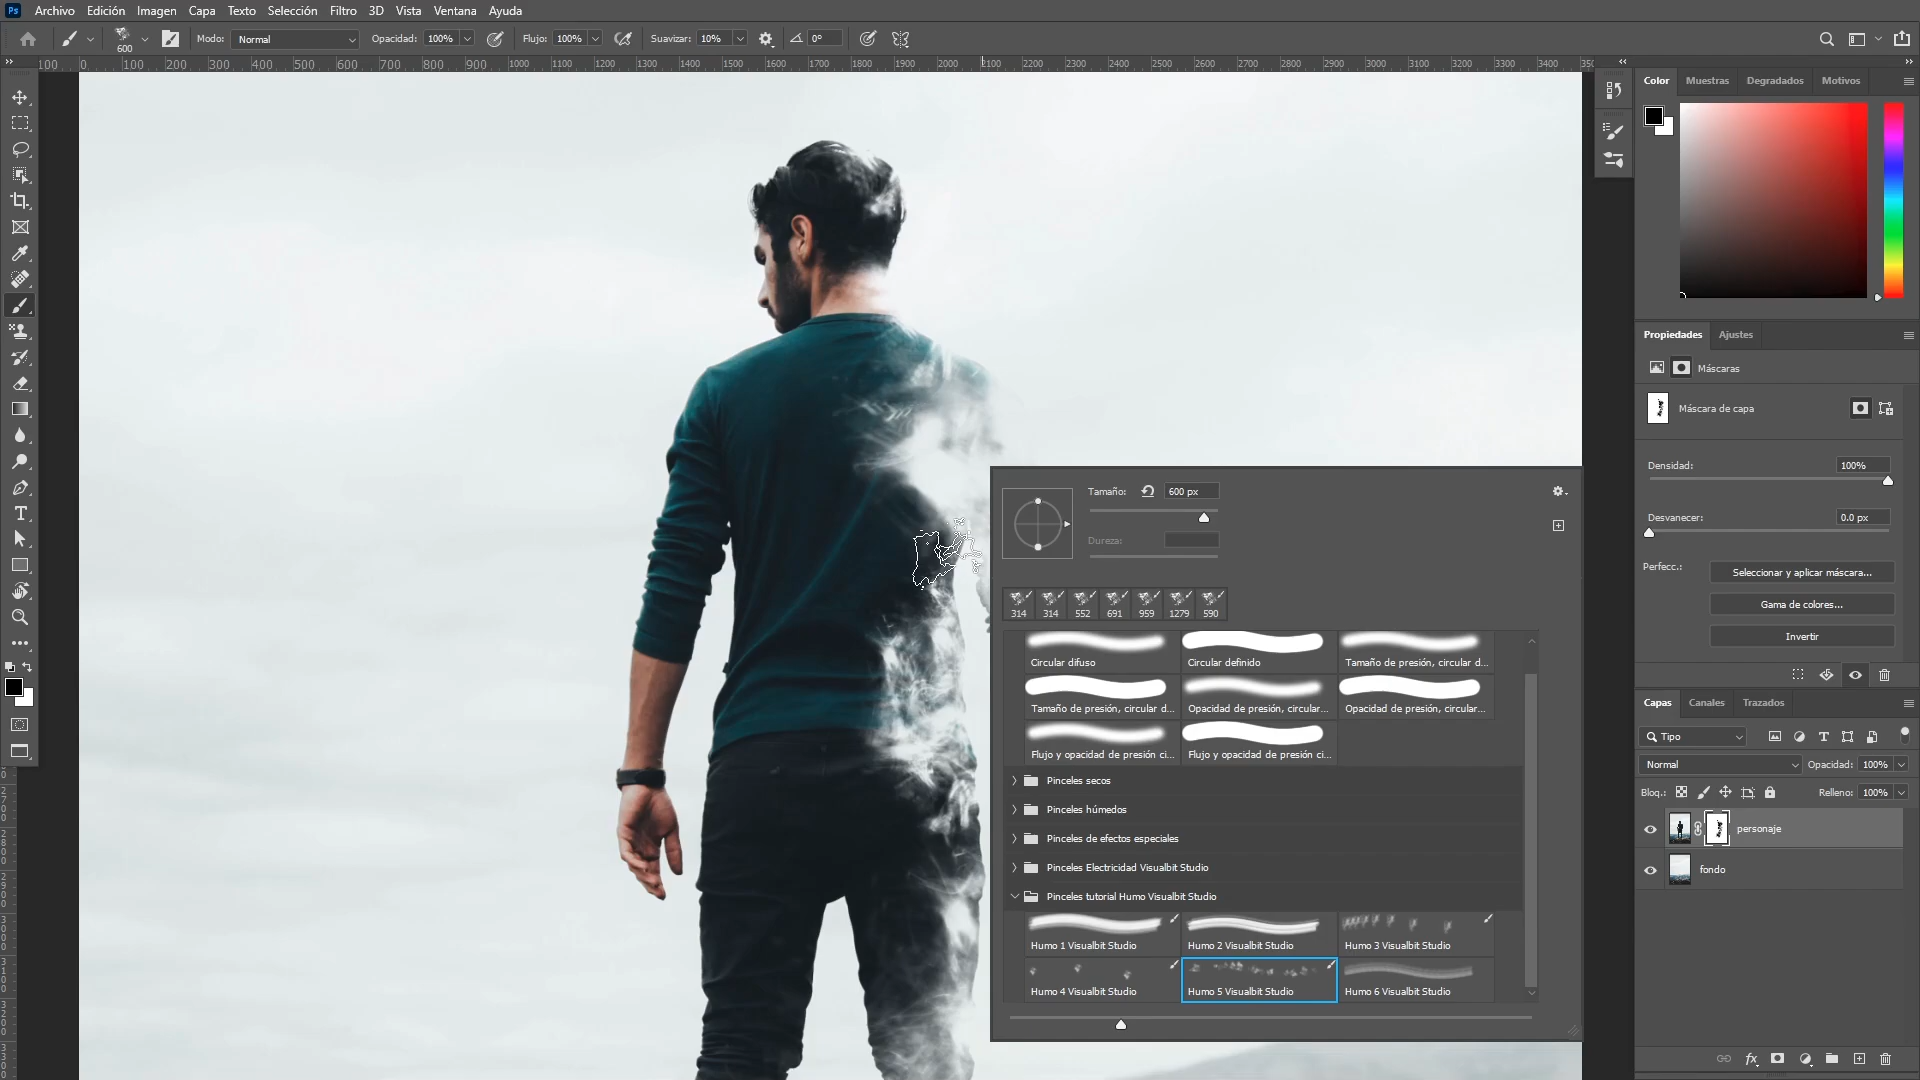 Ps Archivo Edición Imagen Capa Texto Selección Filtro 3D Vista Ventana Ayuda
600 Modo: Normal Opacidad: 100% Flujo: 100% Suavizar: 10% 0°
100 0 100 200 300 400 500 600 700 800 900 1000 1100 1200 1300 1400 1500 1600 1700 1800 1900 2000 2100 2200 2300 2400 2500 2600 2700 2800 2900 3000 3100 3200 3300 3400
Color Muestras Degradados Motivos
Propiedades Ajustes
Máscaras
Máscara de capa
Densidad: 100%
Desvanecer: 0.0 px
Perfecc.: Seleccionar y aplicar máscara...
Gama de colores...
Invertir
Capas Canales Trazados
Tipo
Normal Opacidad: 100%
Bloq.: Relleno: 100%
personaje
fondo
Tamaño: 600 px
Dureza:
314 314 552 691 959 1279 590
Circular difuso Circular definido Tamaño de presión, circular d...
Tamaño de presión, circular d... Opacidad de presión, circular... Opacidad de presión, circular...
Flujo y opacidad de presión ci... Flujo y opacidad de presión ci...
Pinceles secos
Pinceles húmedos
Pinceles de efectos especiales
Pinceles Electricidad Visualbit Studio
Pinceles tutorial Humo Visualbit Studio
Humo 1 Visualbit Studio Humo 2 Visualbit Studio Humo 3 Visualbit Studio
Humo 4 Visualbit Studio Humo 5 Visualbit Studio Humo 6 Visualbit Studio